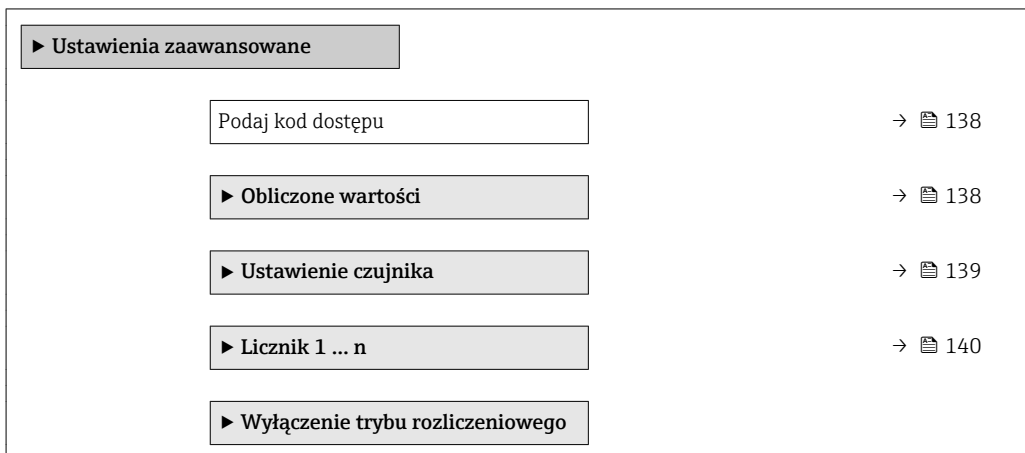 ▶ Ustawienia zaawansowane
Podaj kod dostępu → 138
▶ Obliczone wartości → 138
▶ Ustawienie czujnika → 139
▶ Licznik 1 … n → 140
▶ Wyłączenie trybu rozliczeniowego